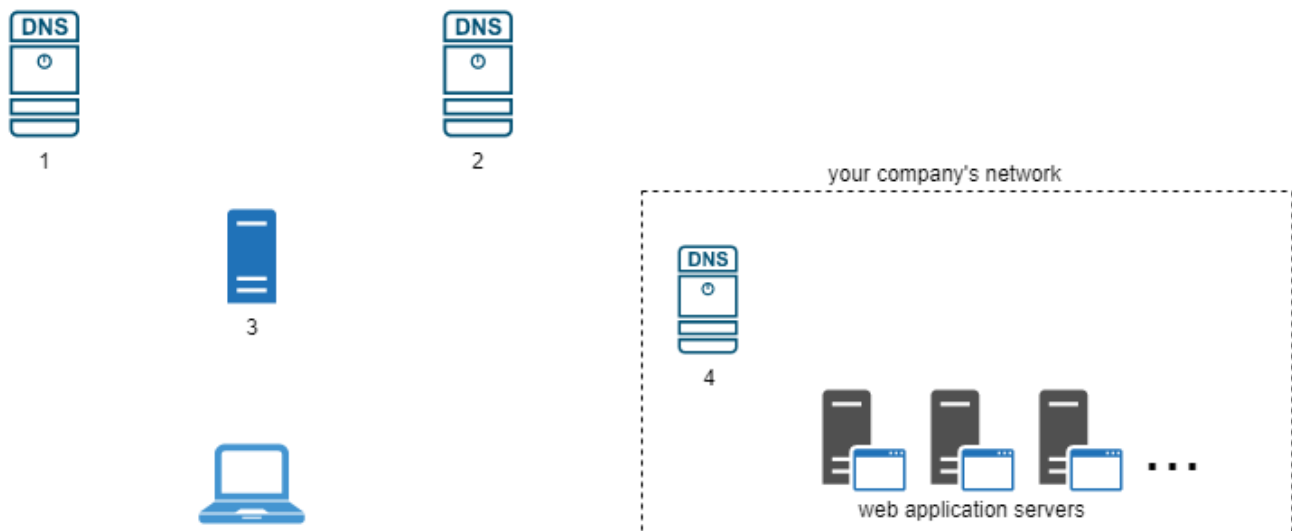 DNS
DNS
1
2
your company's network
3
DNS
4
...
web application servers